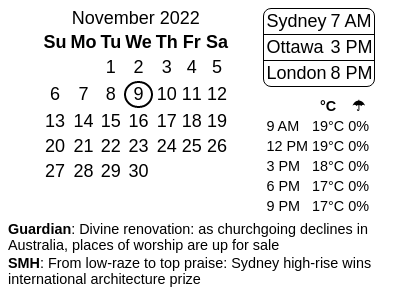 November 2022
Su Mo Tu We Th Fr Sa
1 2 3 4 5
6 7 8 9 10 11 12
13 14 15 16 17 18 19
20 21 22 23 24 25 26
27 28 29 30
Sydney 7 AM
Ottawa 3 PM
London 8 PM
°C ☂
9 AM 19°C 0%
12 PM 19°C 0%
3 PM 18°C 0%
6 PM 17°C 0%
9 PM 17°C 0%
Guardian: Divine renovation: as churchgoing declines in
Australia, places of worship are up for sale
SMH: From low-raze to top praise: Sydney high-rise wins
international architecture prize